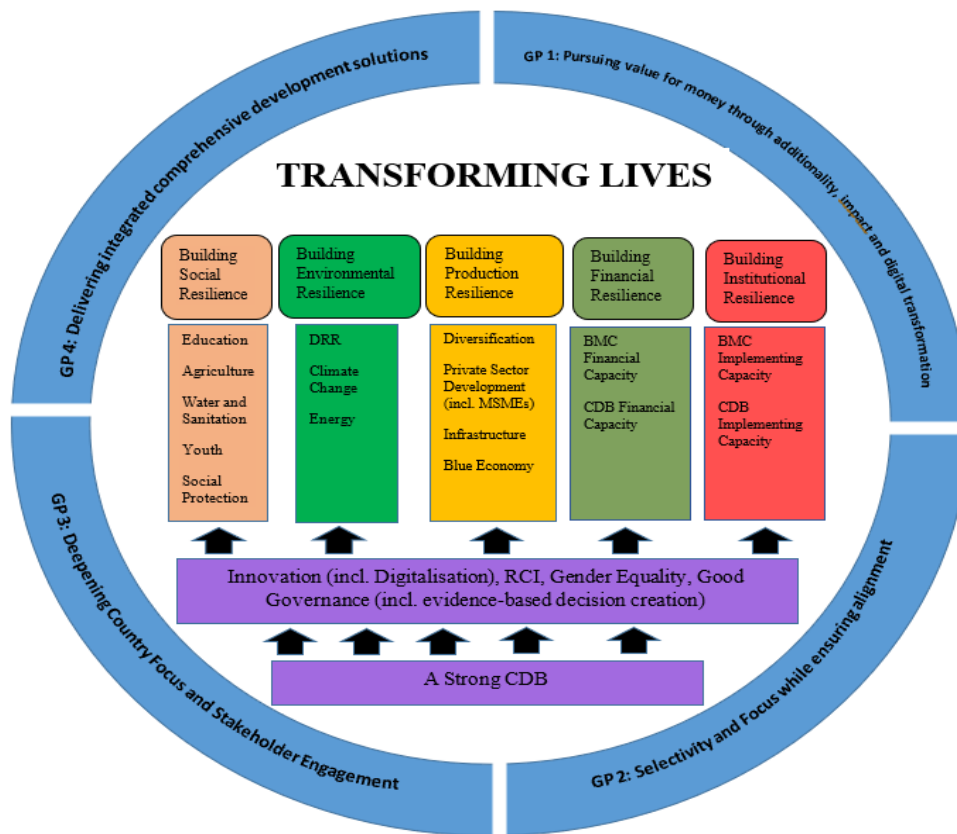 GP 4: Delivering integrated comprehensive development solutions
GP 1: Pursuing value for money through additionality, impact and digital transformation
TRANSFORMING LIVES
Building
Social
Resilience
Building
Environmental
Resilience
Building
Production
Resilience
Building
Financial
Resilience
Building
Institutional
Resilience
Education
Agriculture
Water and
Sanitation
Youth
Social
Protection
DRR
Climate
Change
Energy
Diversification
Private Sector
Development
(incl. MSMEs)
Infrastructure
Blue Economy
BMC
Financial
Capacity
CDB Financial
Capacity
BMC
Implementing
Capacity
CDB
Implementing
Capacity
Innovation (incl. Digitalisation), RCI, Gender Equality, Good
Governance (incl. evidence-based decision creation)
A Strong CDB
GP3: Deepening Country Focus and Stakeholder Engagement
GP 2: Selectivity and Focus while ensuring alignment